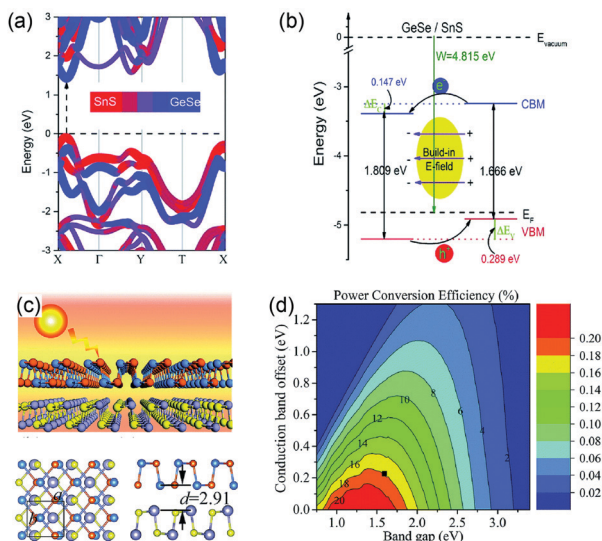 (a)
3
2
1
0
-1
-2
-3
Energy (eV)
SnS
GeSe
X
Γ
Y
T
X
(b)
GeSe / SnS
0
E vacuum
W=4.815 eV
-3
-4
-5
Energy (eV)
0.147 eV
ΔE
e
CBM
+
Build-in
E-field
+
+
1.809 eV
1.666 eV
E F
ΔE V
VBM
h
0.289 eV
(c)
a
b
d=2.91
(d)
Power Conversion Efficiency (%)
1.2
1.0
0.8
0.6
0.4
0.2
0.0
Conduction band offset (eV)
10
8
12
6
14
4
16
2
18
20
1.0
1.5
2.0
2.5
3.0
Band gap (eV)
0.20
0.18
0.16
0.14
0.12
0.10
0.08
0.06
0.04
0.02
0.00